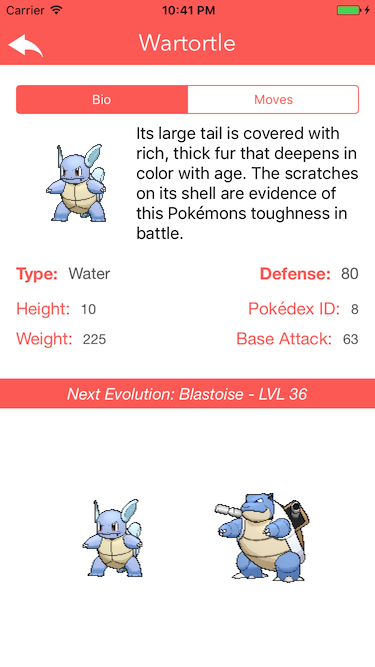 Carrier 10:41 PM
Wartortle
Bio Moves
Its large tail is covered with
rich, thick fur that deepens in
color with age. The scratches
on its shell are evidence of
this Pokémons toughness in
battle.
Type: Water Defense: 80
Height: 10 Pokédex ID: 8
Weight: 225 Base Attack: 63
Next Evolution: Blastoise - LVL 36